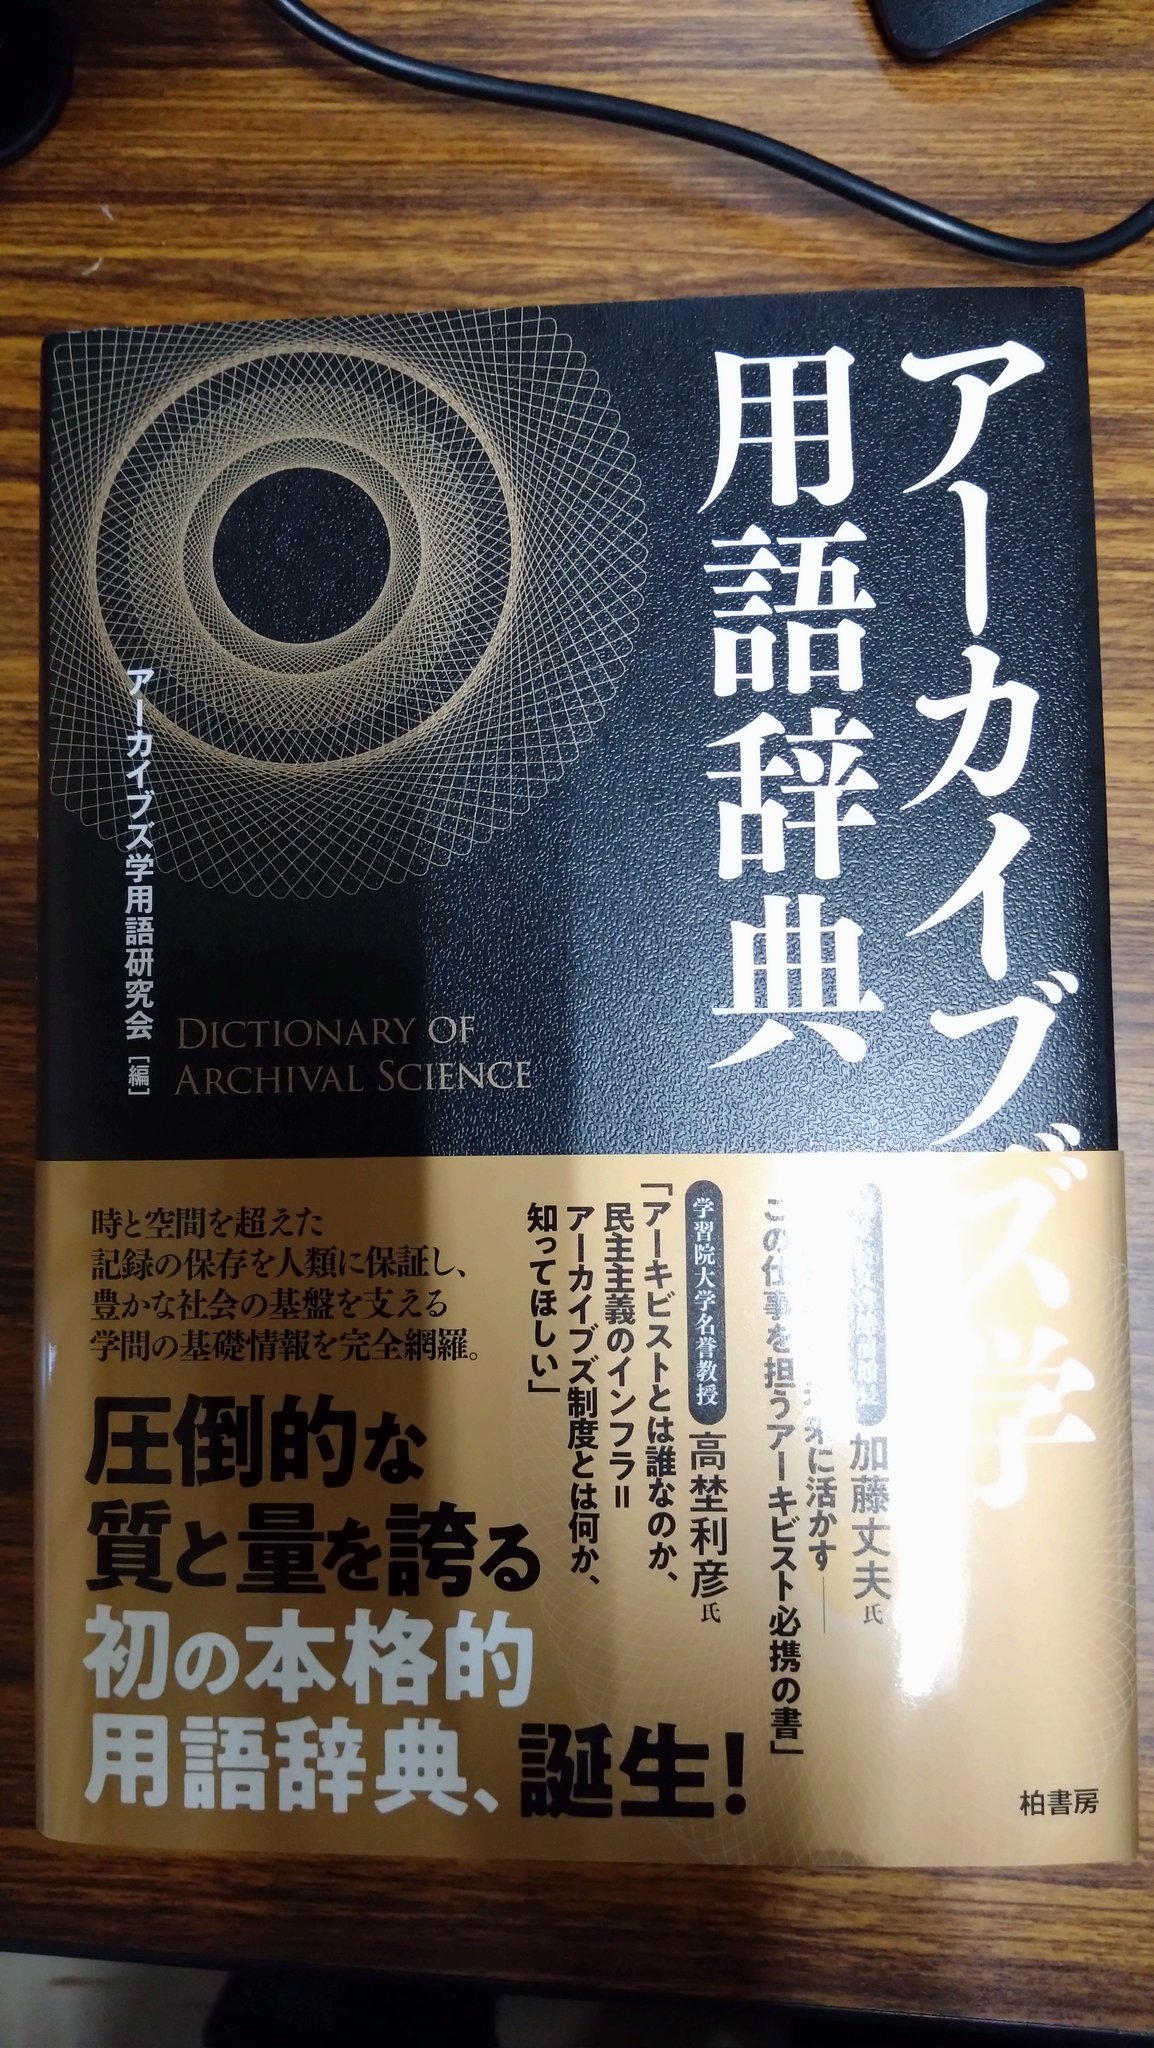 アーカイブズ学
用語辞典
アーカイブズ学用語研究会［編］
DICTIONARY OF
ARCHIVAL SCIENCE
加藤丈夫氏
に活かす――
この仕事を担うアーキビスト必携の書」
学習院大学名誉教授 高埜利彦氏
「アーキビストとは誰なのか、
民主主義のインフラ＝
アーカイブズ制度とは何か、
知ってほしい」
時と空間を超えた
記録の保存を人類に保証し、
豊かな社会の基盤を支える
学問の基礎情報を完全網羅。
圧倒的な
質と量を誇る
初の本格的
用語辞典、誕生！
柏書房